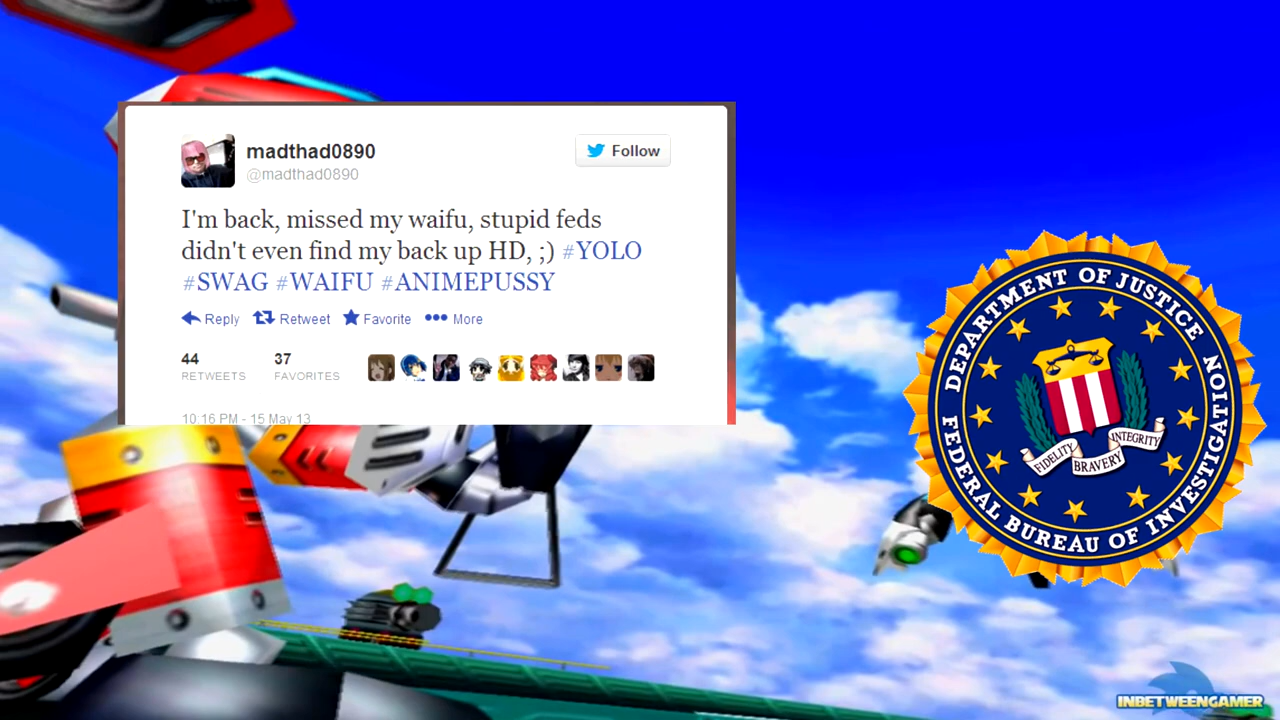 madthad0890
@madthad0890
Follow
I'm back, missed my waifu, stupid feds
didn't even find my back up HD, ;) #YOLO
#SWAG #WAIFU #ANIMEPUSSY
Reply Retweet Favorite More
44 37
RETWEETS FAVORITES
10:16 PM - 15 May 13
DEPARTMENT OF JUSTICE
FEDERAL BUREAU OF INVESTIGATION
FIDELITY BRAVERY INTEGRITY
INBETWEENGAMER